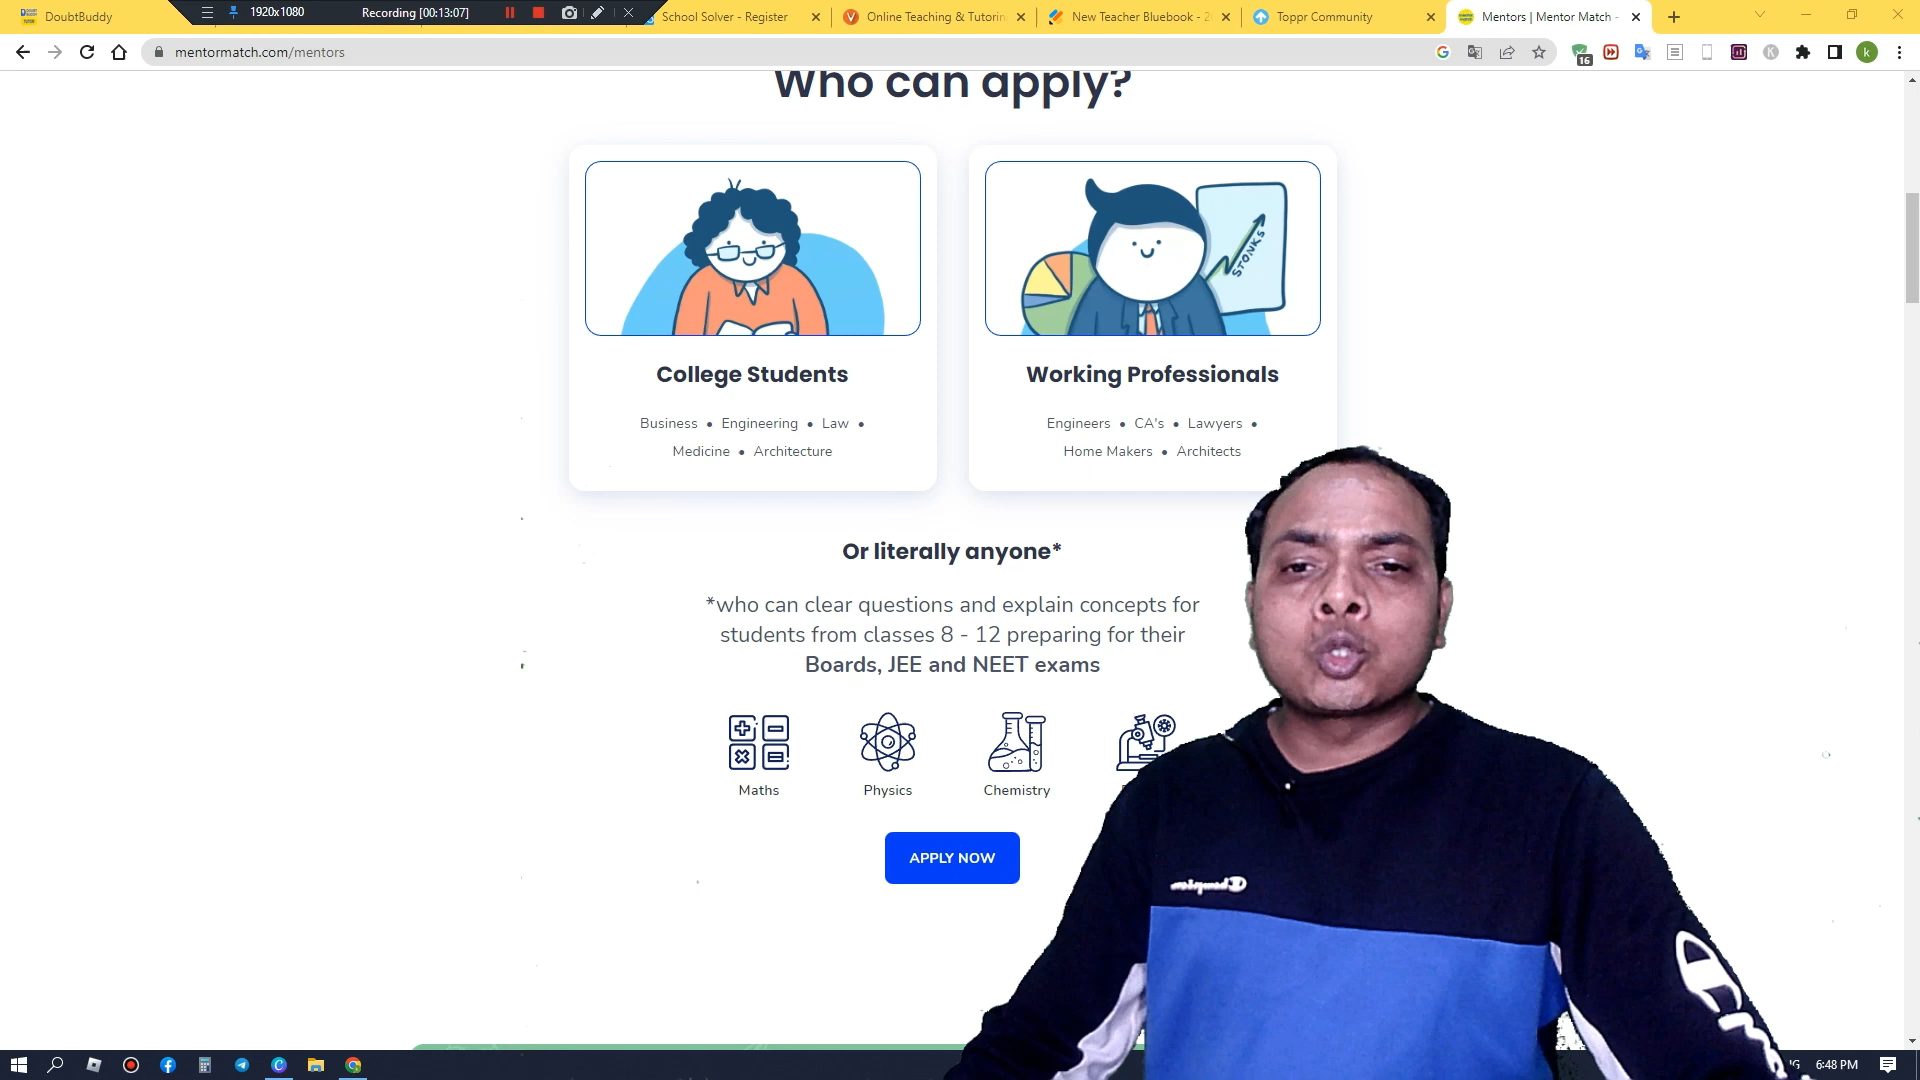 DoubtBuddy
1920x1080
Recording [00:13:07]
School Solver - Register
Online Teaching & Tutorin
New Teacher Bluebook - 2
Toppr Community
Mentors | Mentor Match -
mentormatch.com/mentors
16
k
Who can apply?
STONKS
College Students
Business • Engineering • Law •
Medicine • Architecture
Working Professionals
Engineers • CA's • Lawyers •
Home Makers • Architects
Or literally anyone*
*who can clear questions and explain concepts for
students from classes 8 - 12 preparing for their
Boards, JEE and NEET exams
Maths
Physics
Chemistry
APPLY NOW
6:48 PM